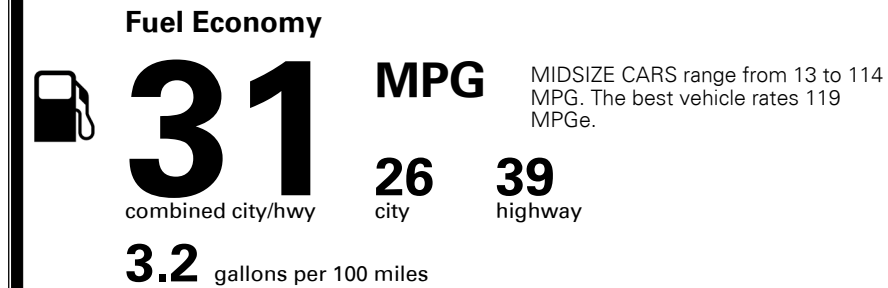 Fuel Economy
31 MPG
MIDSIZE CARS range from 13 to 114
MPG. The best vehicle rates 119
MPGe.
combined city/hwy
26
city
39
highway
3.2 gallons per 100 miles